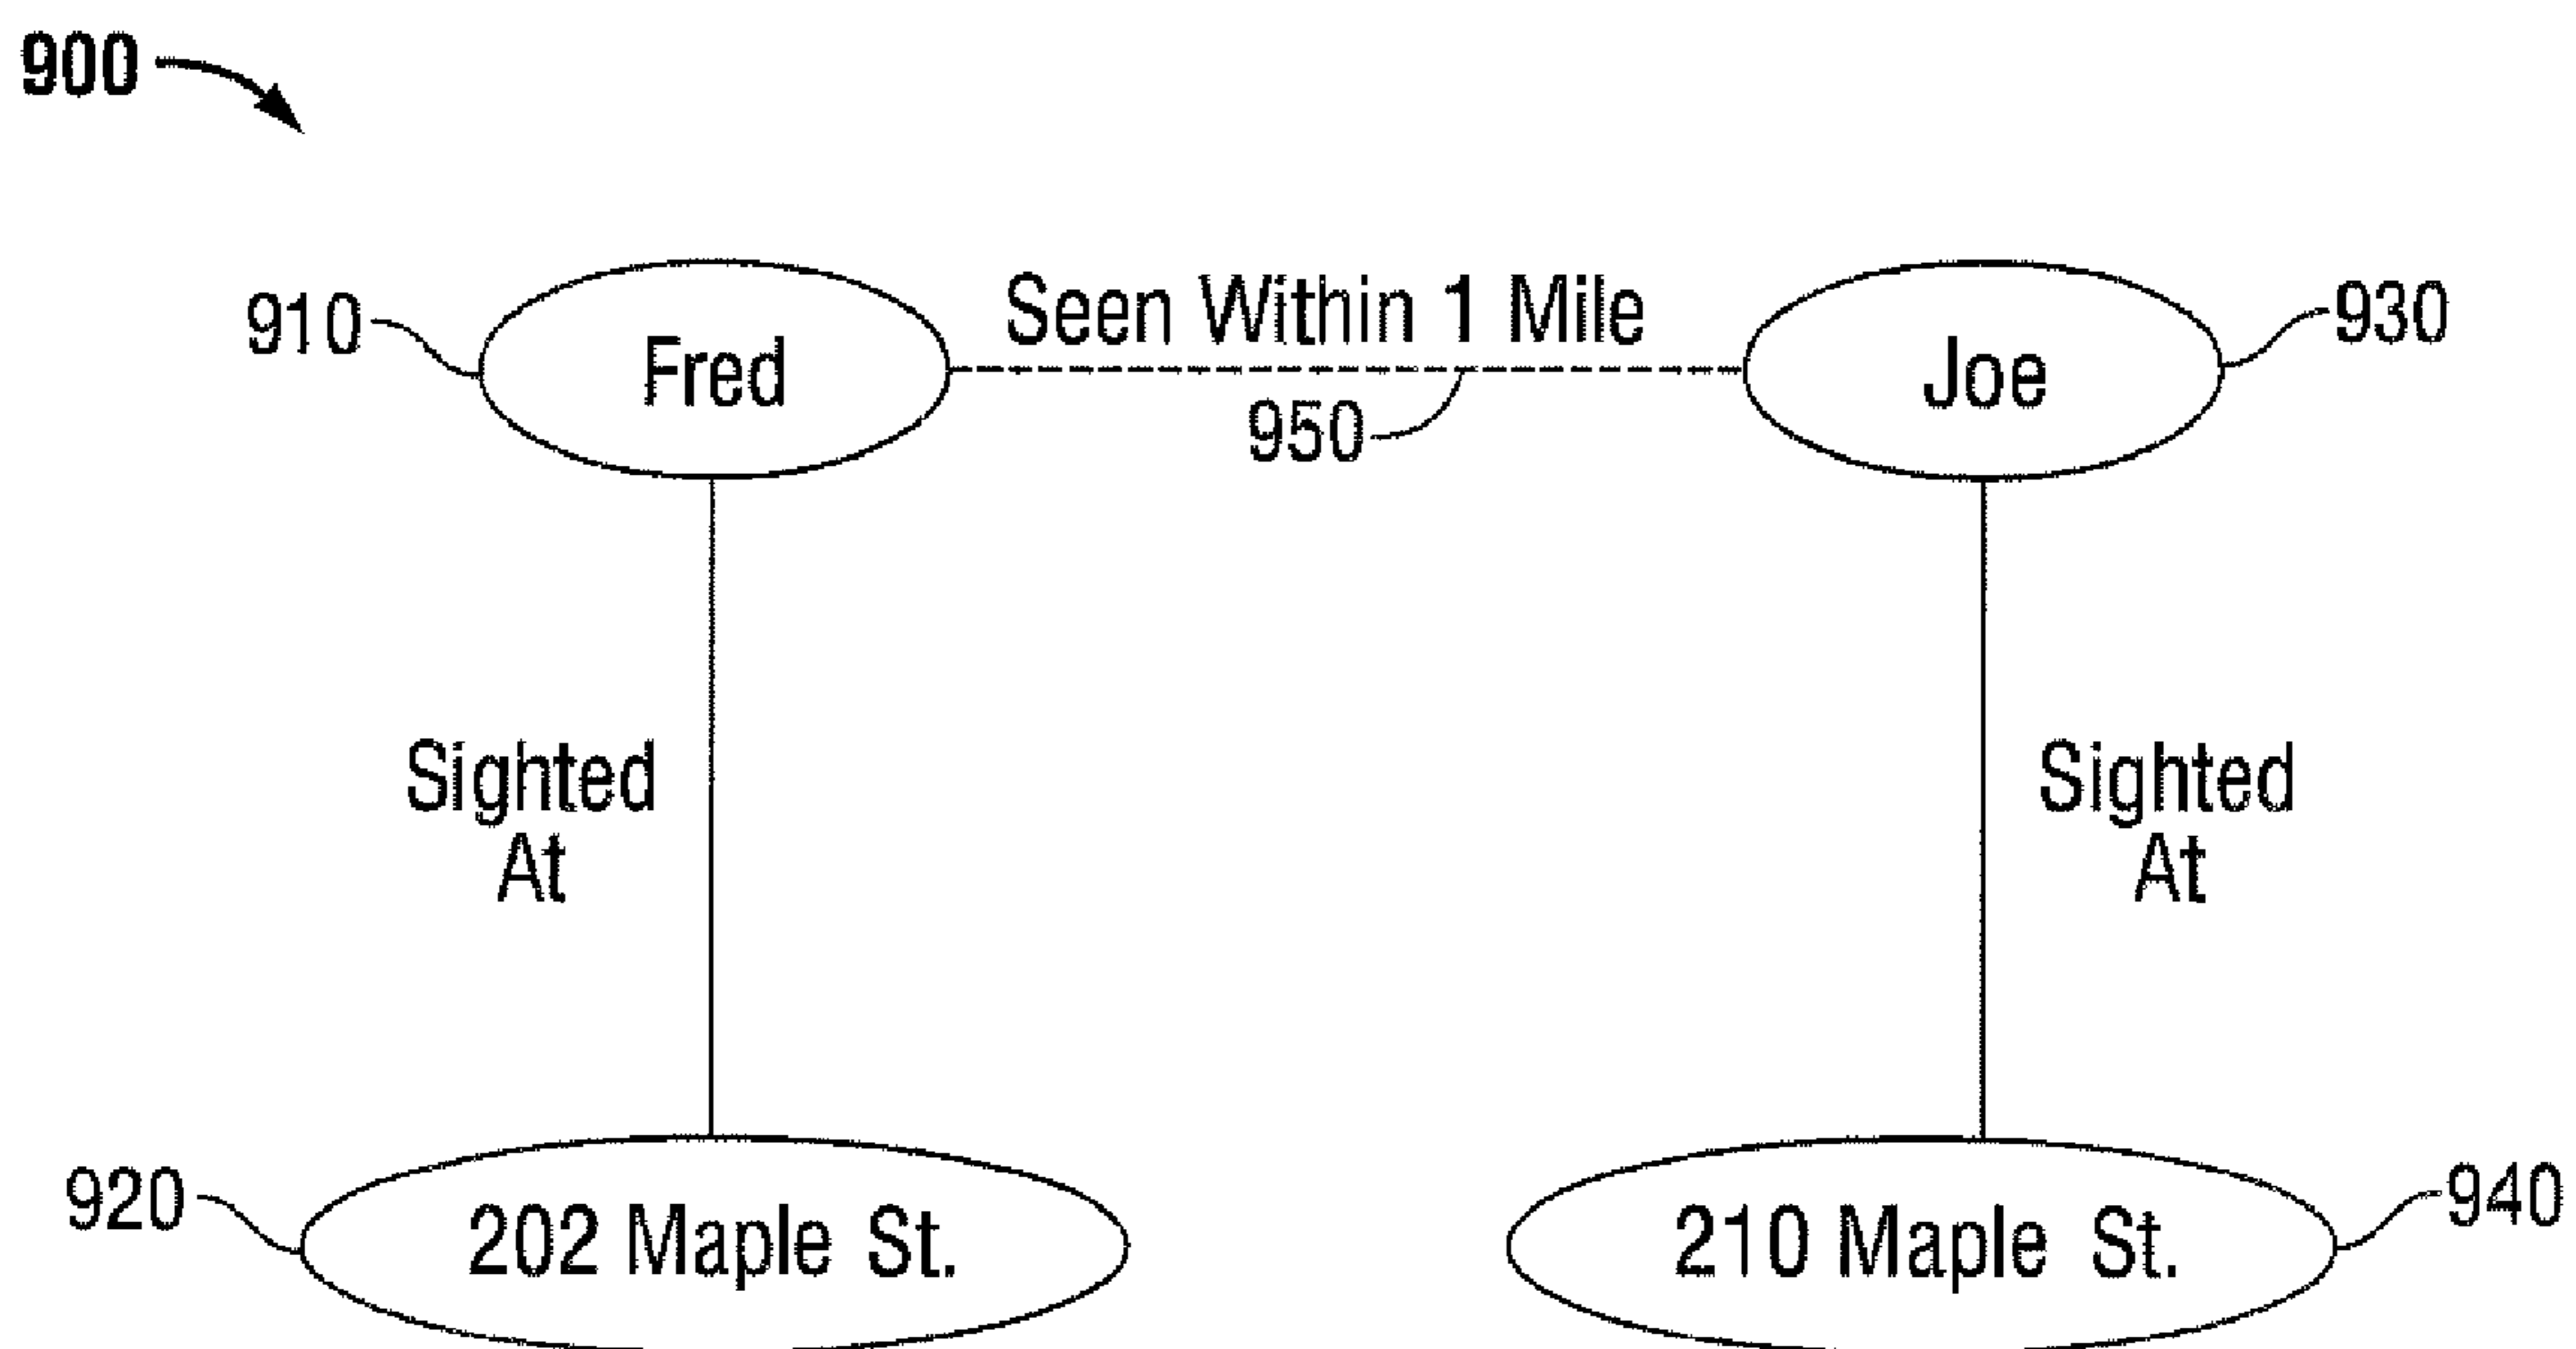 900
910
Fred
Seen Within 1 Mile
950
Joe
930
Sighted
At
Sighted
At
920
202 Maple St.
210 Maple St.
940